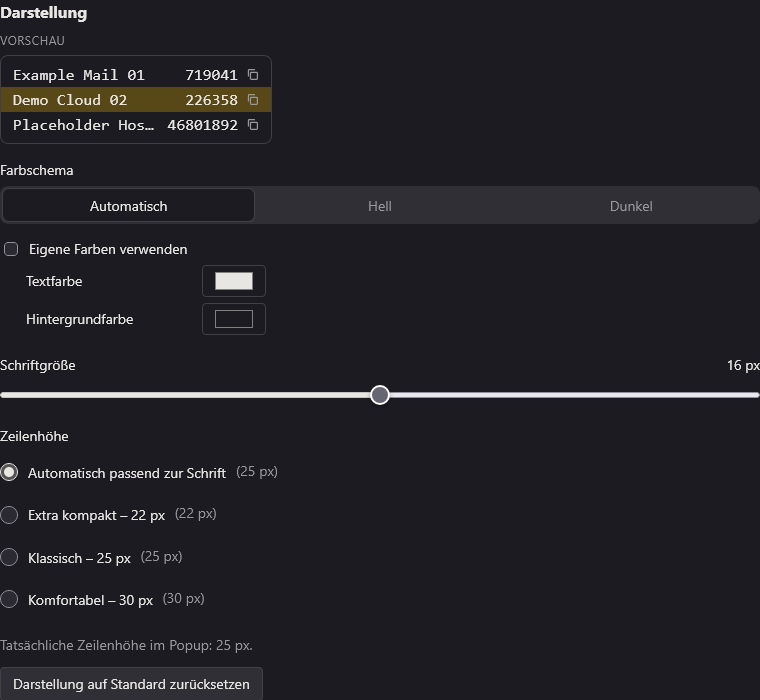 Darstellung
VORSCHAU
Example Mail 01 719041
Demo Cloud 02 226358
Placeholder Hos… 46801892
Farbschema
Automatisch Hell Dunkel
Eigene Farben verwenden
Textfarbe
Hintergrundfarbe
Schriftgröße 16 px
Zeilenhöhe
Automatisch passend zur Schrift (25 px)
Extra kompakt – 22 px (22 px)
Klassisch – 25 px (25 px)
Komfortabel – 30 px (30 px)
Tatsächliche Zeilenhöhe im Popup: 25 px.
Darstellung auf Standard zurücksetzen